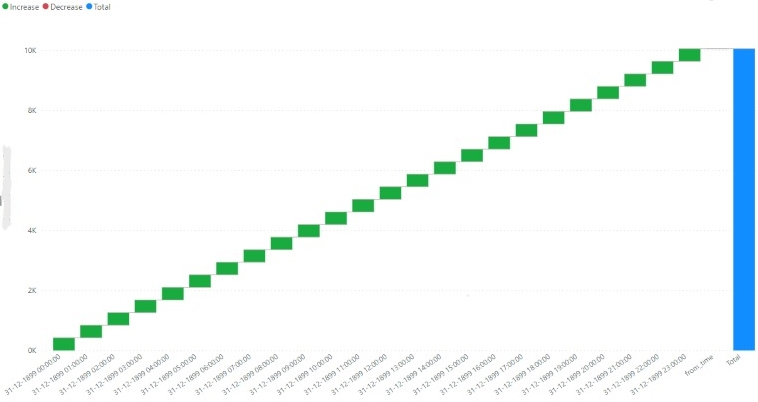 Increase Decrease Total
10K
8K
6K
4K
2K
0K
31-12-1899 00:00:00
31-12-1899 01:00:00
31-12-1899 02:00:00
31-12-1899 03:00:00
31-12-1899 04:00:00
31-12-1899 05:00:00
31-12-1899 06:00:00
31-12-1899 07:00:00
31-12-1899 08:00:00
31-12-1899 09:00:00
31-12-1899 10:00:00
31-12-1899 11:00:00
31-12-1899 12:00:00
31-12-1899 13:00:00
31-12-1899 14:00:00
31-12-1899 15:00:00
31-12-1899 16:00:00
31-12-1899 17:00:00
31-12-1899 18:00:00
31-12-1899 19:00:00
31-12-1899 20:00:00
31-12-1899 21:00:00
31-12-1899 22:00:00
31-12-1899 23:00:00
from_time
Total